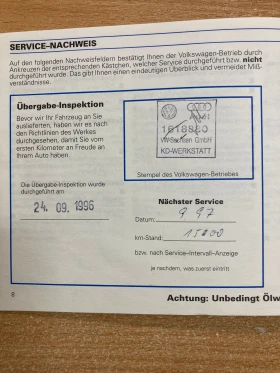 SERVICE-NACHWEIS
Auf den folgenden Nachweisfeldern bestätigt Ihnen der Volkswagen-Betrieb durch
Ankreuzen der entsprechenden Kästchen, welcher Service durchgeführt bzw. nicht
durchgeführt wurde. Das gibt Ihnen einen eindeutigen Überblick und vermeidet Miß-
verständnisse.
Übergabe-Inspektion
Bevor wir Ihr Fahrzeug an Sie
auslieferten, haben wir es nach
den Richtlinien des Werkes
durchgesehen, damit Sie vom
ersten Kilometer an Freude an
Ihrem Auto haben.
Die Übergabe-Inspektion wurde
durchgeführt am
24. 09. 1996
1618860
VW-Sachsen GmbH
KD-WERKSTATT
Stempel des Volkswagen-Betriebes
Nächster Service
Datum: 9 97
km-Stand: 15000
bzw. nach Service-Intervall-Anzeige
je nachdem, was zuerst eintritt
8
Achtung: Unbedingt Ölw